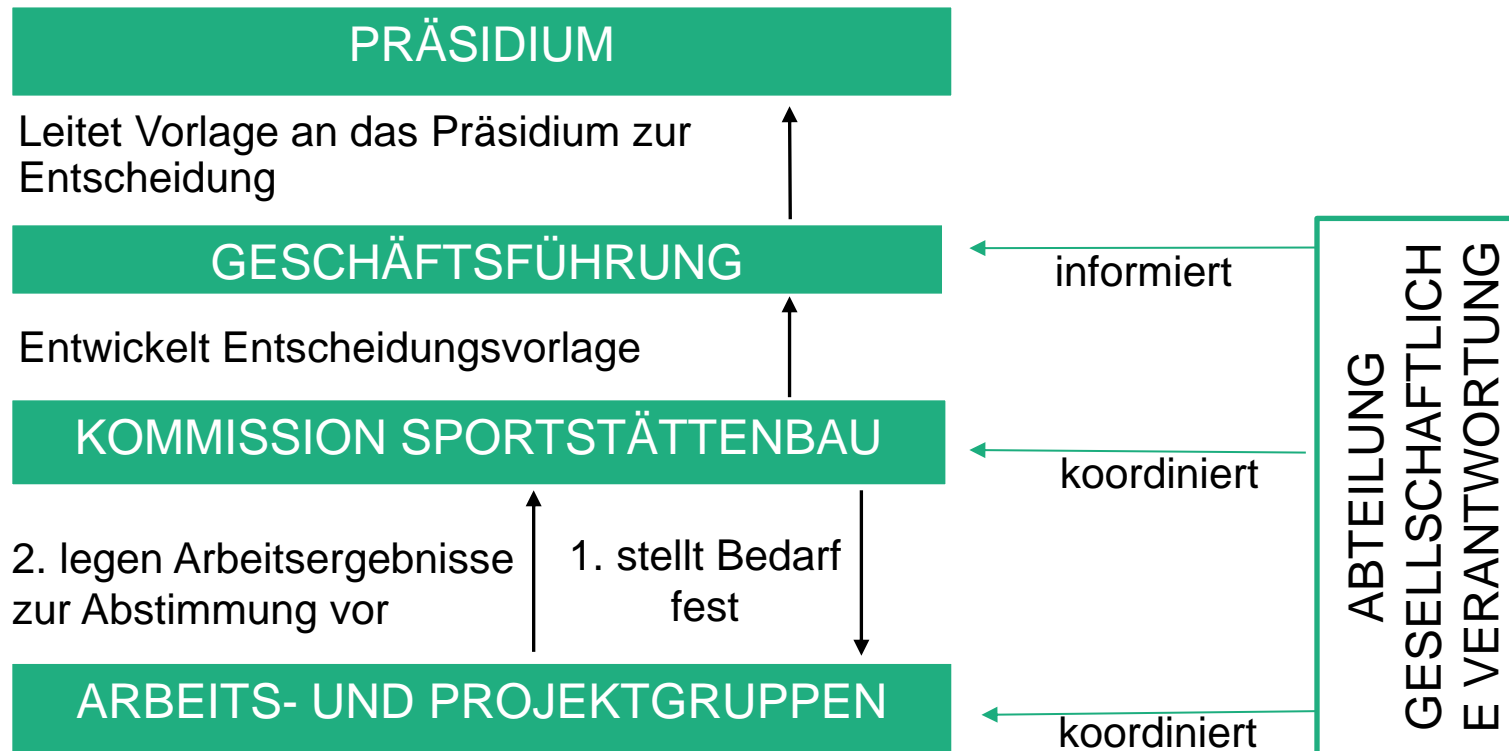 PRÄSIDIUM
Leitet Vorlage an das Präsidium zur
Entscheidung
GESCHÄFTSFÜHRUNG
informiert
Entwickelt Entscheidungsvorlage
KOMMISSION SPORTSTÄTTENBAU
koordiniert
2. legen Arbeitsergebnisse
zur Abstimmung vor
1. stellt Bedarf
fest
ARBEITS- UND PROJEKTGRUPPEN
koordiniert
ABTEILUNG
GESELLSCHAFTLICH
E VERANTWORTUNG